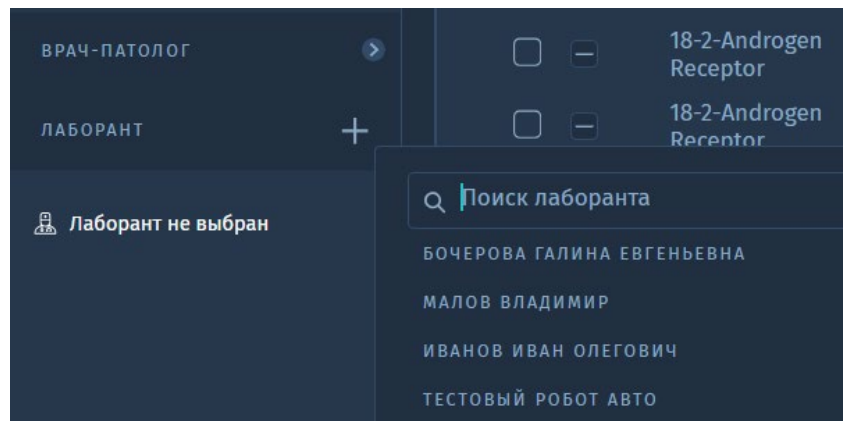 ВРАЧ-ПАТОЛОГ
18-2-Androgen
Receptor
ЛАБОРАНТ
18-2-Androgen
Receptor
Поиск лаборанта
Лаборант не выбран
БОЧЕРОВА ГАЛИНА ЕВГЕНЬЕВНА
МАЛОВ ВЛАДИМИР
ИВАНОВ ИВАН ОЛЕГОВИЧ
ТЕСТОВЫЙ РОБОТ АВТО